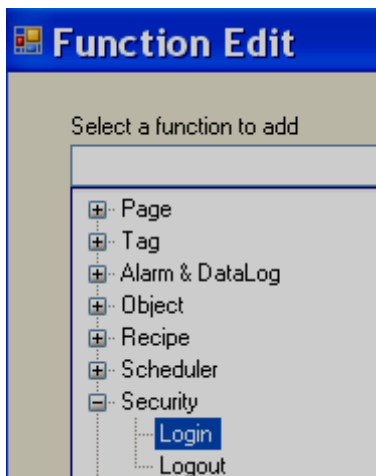 Function Edit
Select a function to add
Page
Tag
Alarm & DataLog
Object
Recipe
Scheduler
Security
Login
Logout